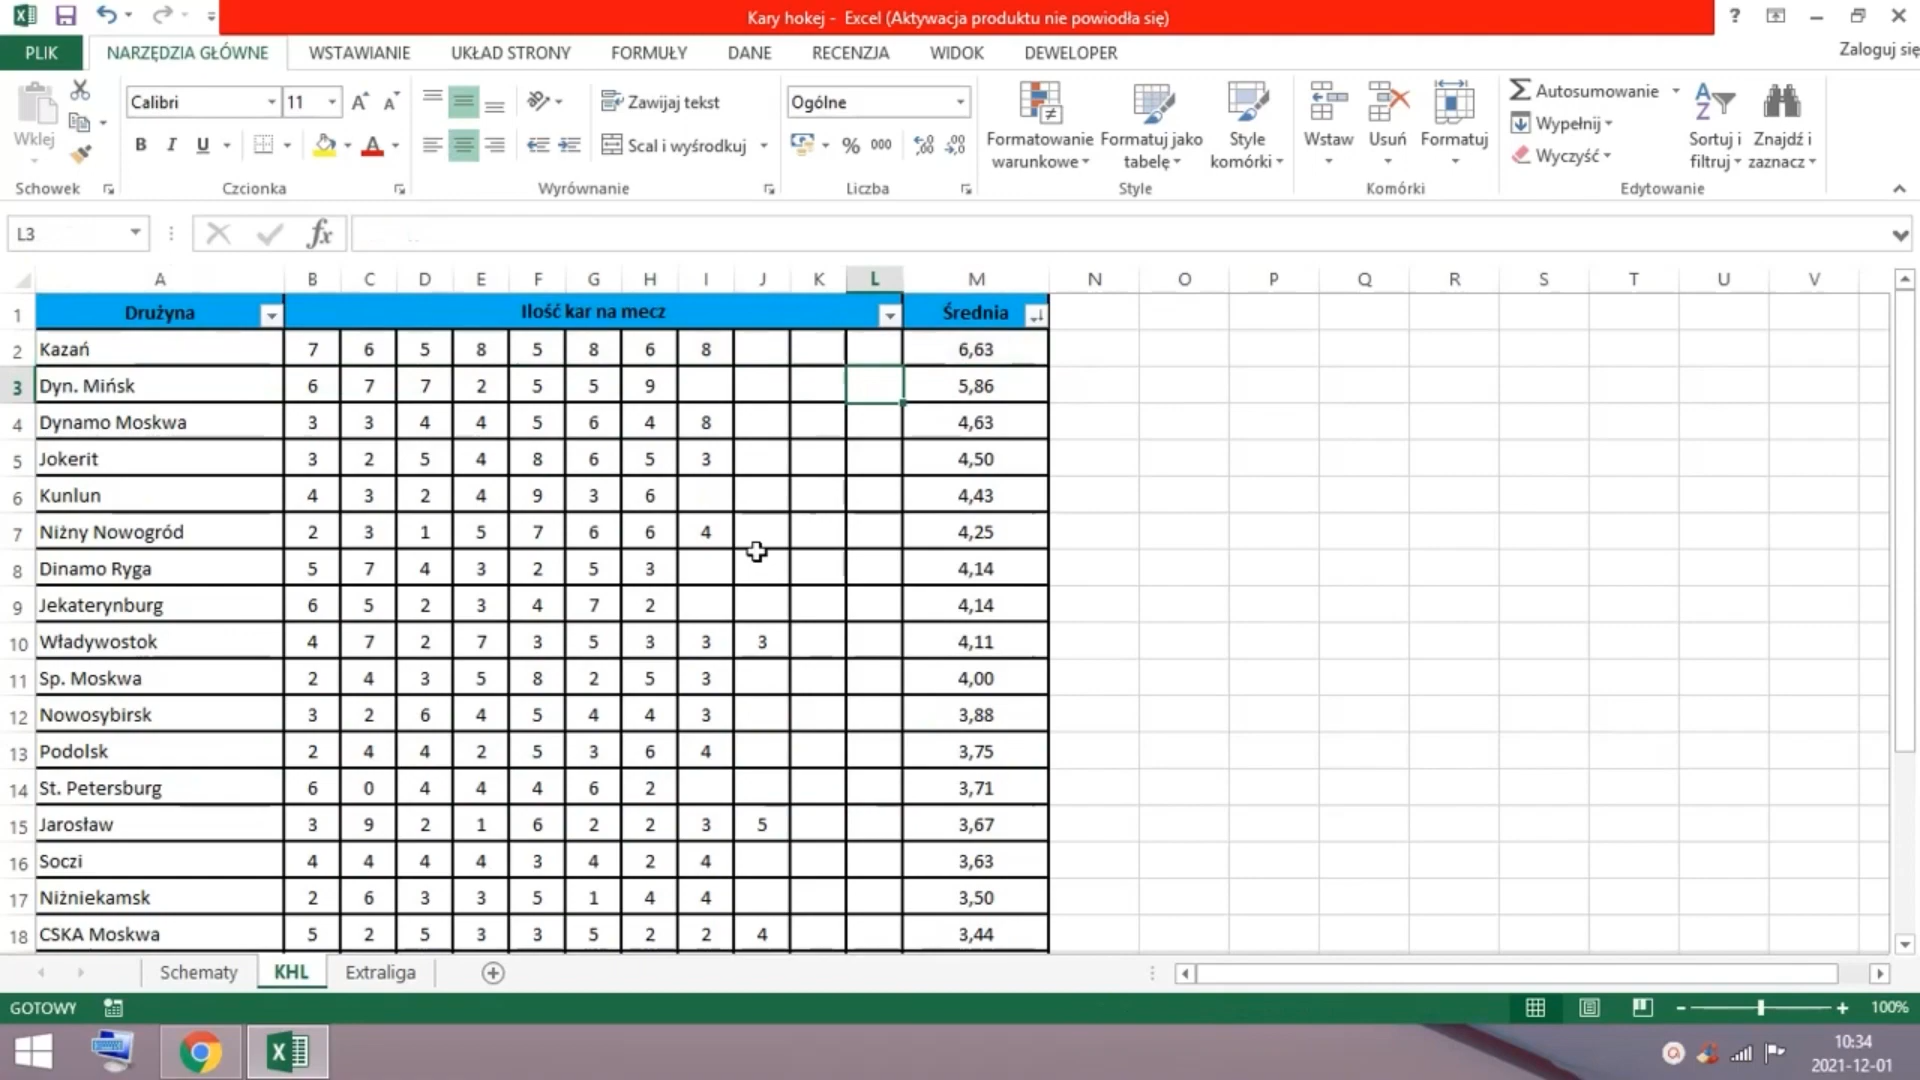 Kary hokej - Excel (Aktywacja produktu nie powiodła się)
?
PLIK NARZĘDZIA GŁÓWNE WSTAWIANIE UKŁAD STRONY FORMUŁY DANE RECENZJA WIDOK DEWELOPER Zaloguj się
Wklej
Calibri 11
B I U A
Zawijaj tekst
Scal i wyśrodkuj
Ogólne
% 000
Formatowanie warunkowe
Formatuj jako tabelę
Style komórki
Wstaw
Usuń
Formatuj
Autosumowanie
Wypełnij
Wyczyść
Sortuj i filtruj
Znajdź i zaznacz
Schowek Czcionka Wyrównanie Liczba Style Komórki Edytowanie
L3 fx
A B C D E F G H I J K L M N O P Q R S T U V
1 Drużyna Ilość kar na mecz Średnia
2 Kazań 7 6 5 8 5 8 6 8 6,63
3 Dyn. Mińsk 6 7 7 2 5 5 9 5,86
4 Dynamo Moskwa 3 3 4 4 5 6 4 8 4,63
5 Jokerit 3 2 5 4 8 6 5 3 4,50
6 Kunlun 4 3 2 4 9 3 6 4,43
7 Niżny Nowogród 2 3 1 5 7 6 6 4 4,25
8 Dinamo Ryga 5 7 4 3 2 5 3 4,14
9 Jekaterynburg 6 5 2 3 4 7 2 4,14
10 Władywostok 4 7 2 7 3 5 3 3 3 4,11
11 Sp. Moskwa 2 4 3 5 8 2 5 3 4,00
12 Nowosybirsk 3 2 6 4 5 4 4 3 3,88
13 Podolsk 2 4 4 2 5 3 6 4 3,75
14 St. Petersburg 6 0 4 4 4 6 2 3,71
15 Jarosław 3 9 2 1 6 2 2 3 5 3,67
16 Soczi 4 4 4 4 3 4 2 4 3,63
17 Niżniekamsk 2 6 3 3 5 1 4 4 3,50
18 CSKA Moskwa 5 2 5 3 3 5 2 2 4 3,44
Schematy KHL Extraliga
GOTOWY 100%
10:34
2021-12-01